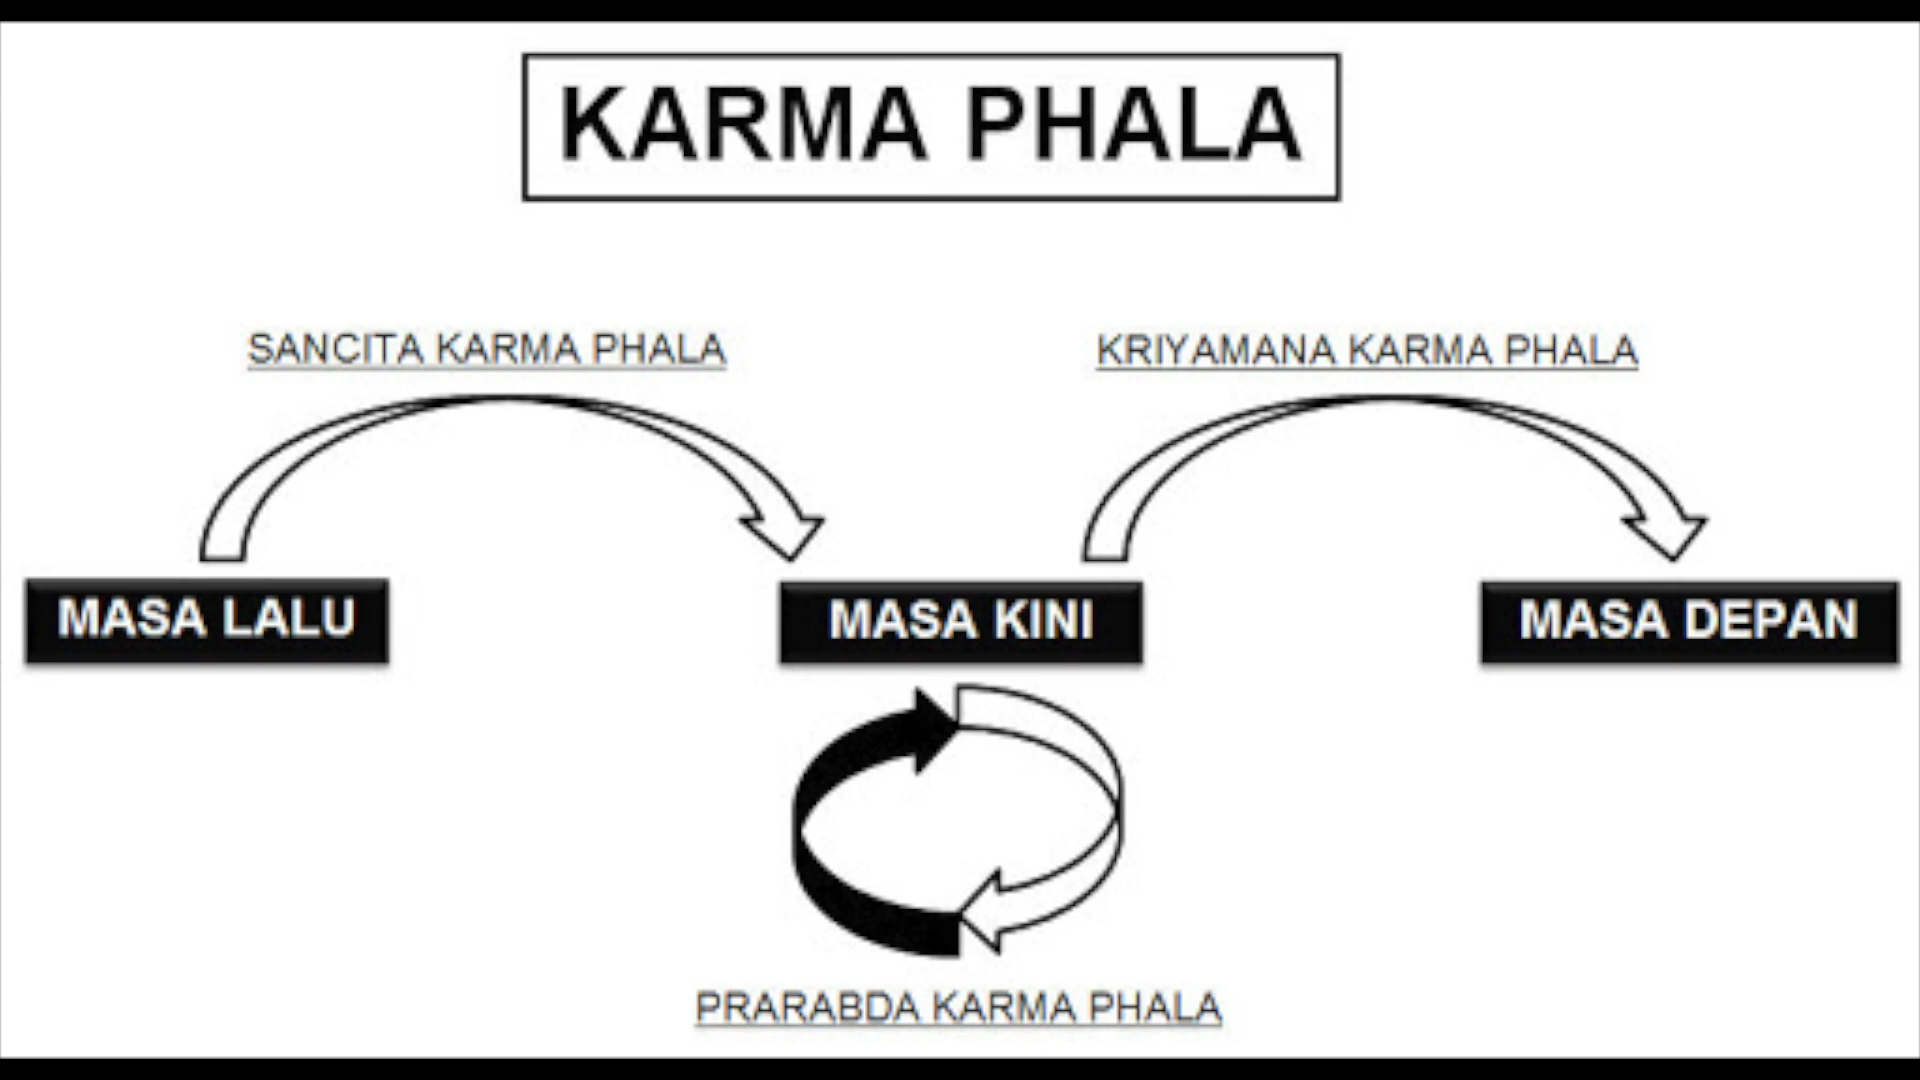 KARMA PHALA
SANCITA KARMA PHALA
KRIYAMANA KARMA PHALA
MASA LALU
MASA KINI
MASA DEPAN
PRARABDA KARMA PHALA